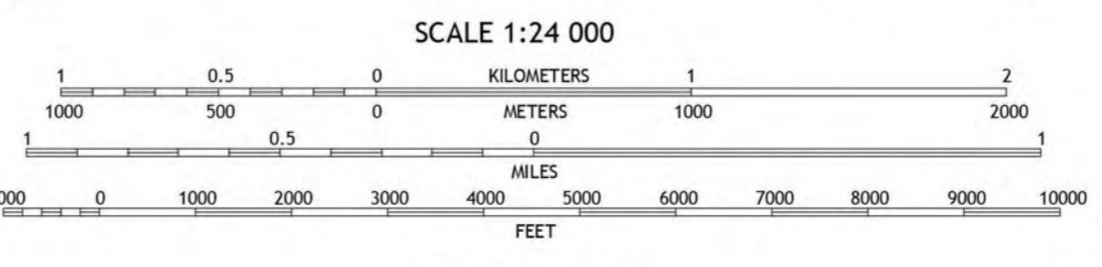 SCALE 1:24 000
1 0.5 0 KILOMETERS 1 2
1000 500 0 METERS 1000 2000
1 0.5 0 1
MILES
0 1000 2000 3000 4000 5000 6000 7000 8000 9000 10000
FEET